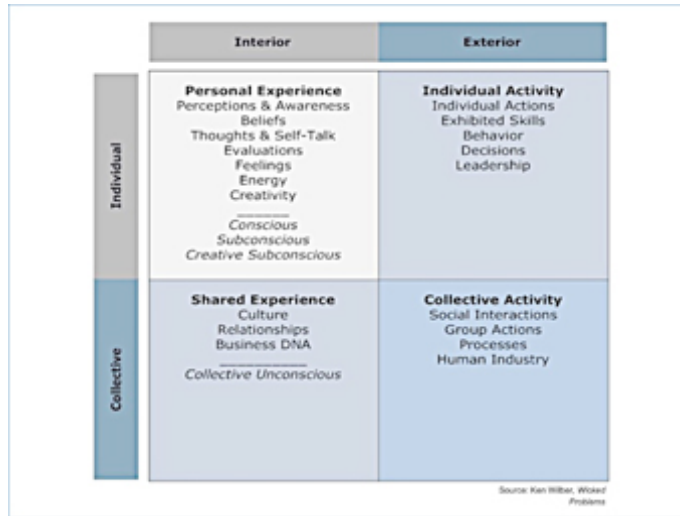 Interior
Exterior
Individual
Personal Experience
Perceptions & Awareness
Beliefs
Thoughts & Self-Talk
Evaluations
Feelings
Energy
Creativity
______
Conscious
Subconscious
Creative Subconscious
Individual Activity
Individual Actions
Exhibited Skills
Behavior
Decisions
Leadership
Collective
Shared Experience
Culture
Relationships
Business DNA
__________
Collective Unconscious
Collective Activity
Social Interactions
Group Actions
Processes
Human Industry
Source: Ken Wilber, Wicked
Problems